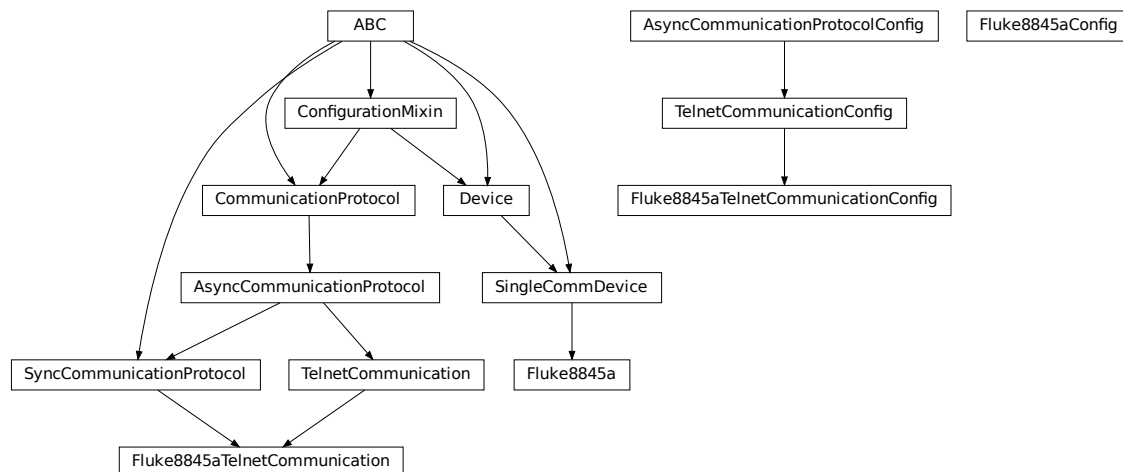 ABC
AsyncCommunicationProtocolConfig
Fluke8845aConfig
ConfigurationMixin
TelnetCommunicationConfig
CommunicationProtocol
Device
Fluke8845aTelnetCommunicationConfig
AsyncCommunicationProtocol
SingleCommDevice
SyncCommunicationProtocol
TelnetCommunication
Fluke8845a
Fluke8845aTelnetCommunication